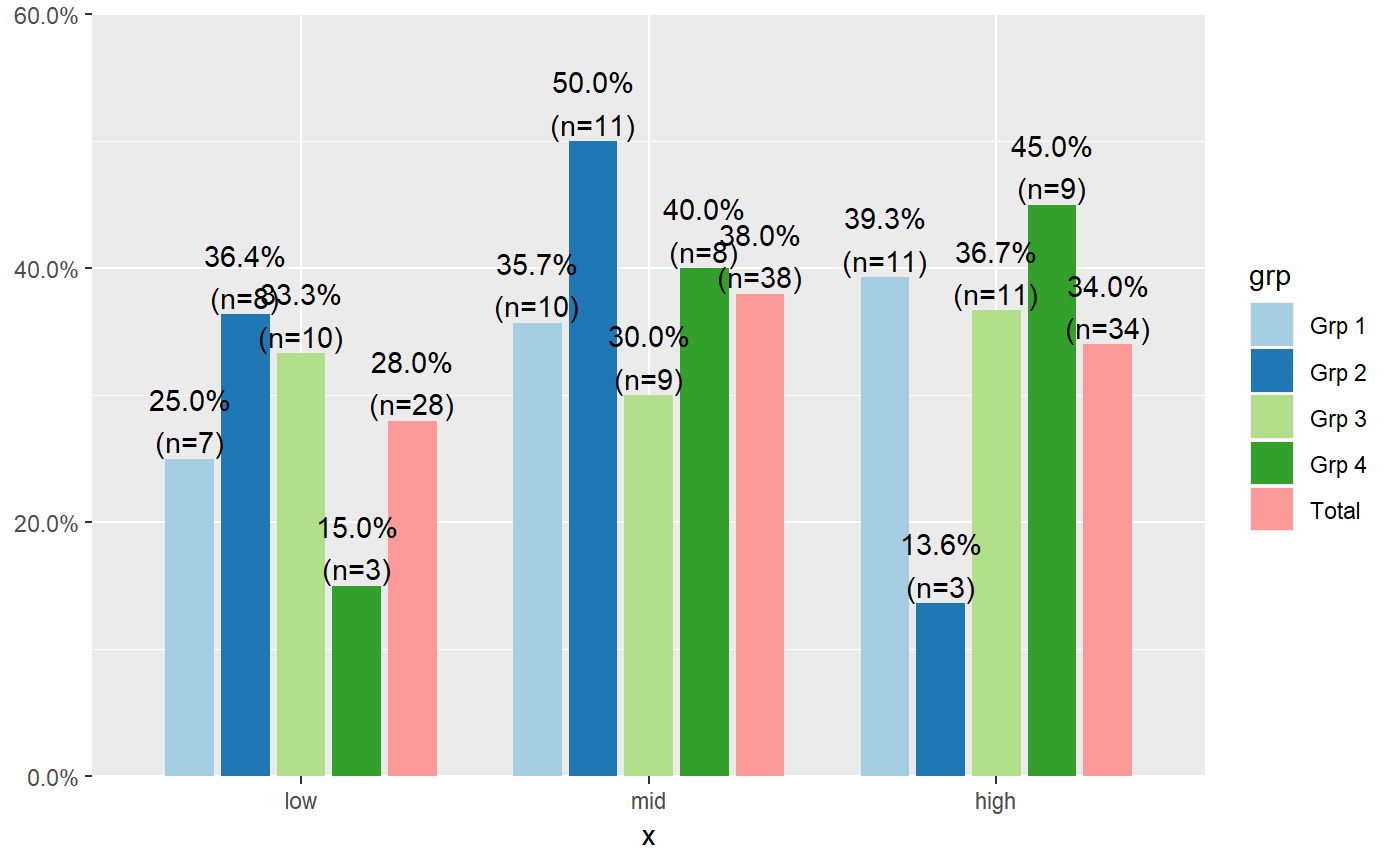 60.0%
40.0%
20.0%
0.0%
25.0%
(n=7)
36.4%
(n=8)
33.3%
(n=10)
15.0%
(n=3)
28.0%
(n=28)
35.7%
(n=10)
50.0%
(n=11)
30.0%
(n=9)
40.0%
(n=8)
38.0%
(n=38)
39.3%
(n=11)
13.6%
(n=3)
36.7%
(n=11)
45.0%
(n=9)
34.0%
(n=34)
low
mid
high
x
grp
Grp 1
Grp 2
Grp 3
Grp 4
Total